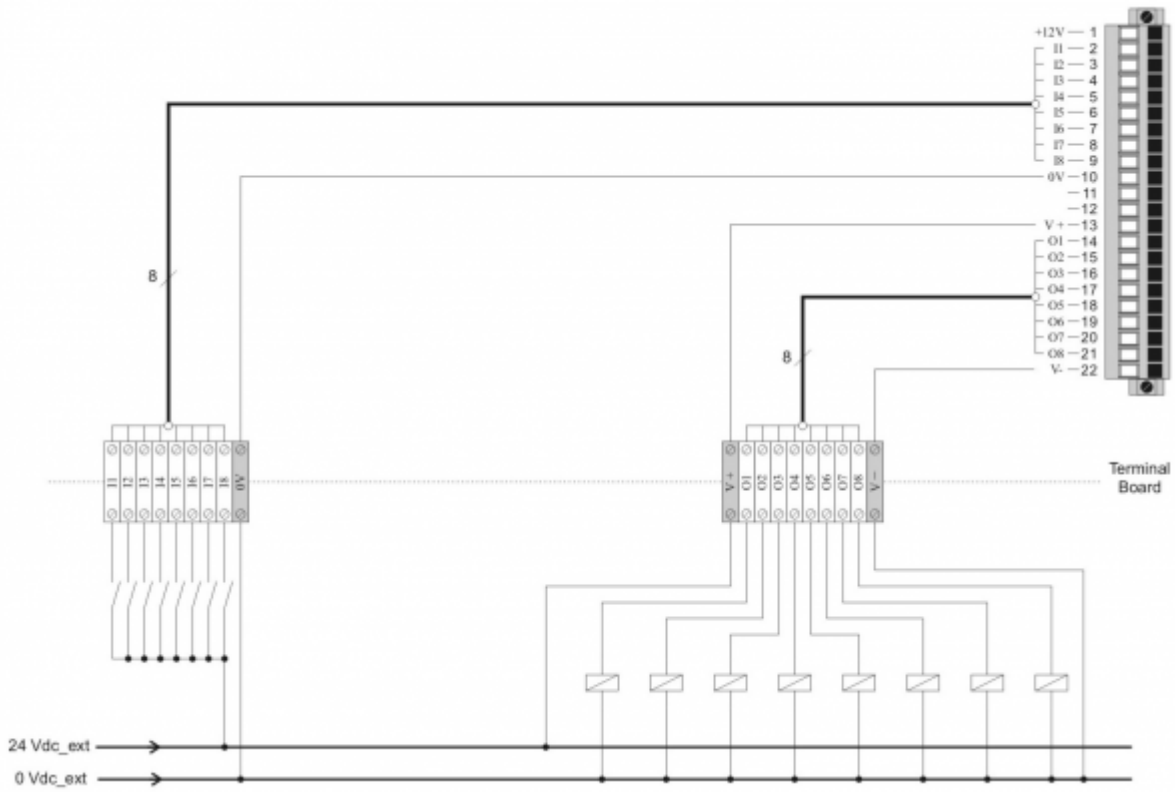 +12V 1
I1 2
I2 3
I3 4
I4 5
I5 6
I6 7
I7 8
I8 9
0V 10
11
12
V + 13
O1 14
O2 15
O3 16
O4 17
O5 18
O6 19
O7 20
O8 21
V- 22
8
8
I1 I2 I3 I4 I5 I6 I7 I8 0V
V + O1 O2 O3 O4 O5 O6 O7 O8 V –
Terminal
Board
24 Vdc_ext
0 Vdc_ext